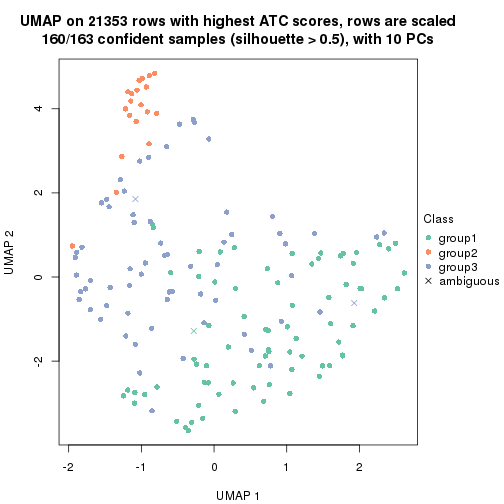 UMAP on 21353 rows with highest ATC scores, rows are scaled
160/163 confident samples (silhouette > 0.5), with 10 PCs
4
2
0
-2
UMAP 2
-2
-1
0
1
2
UMAP 1
Class
group1
group2
group3
ambiguous